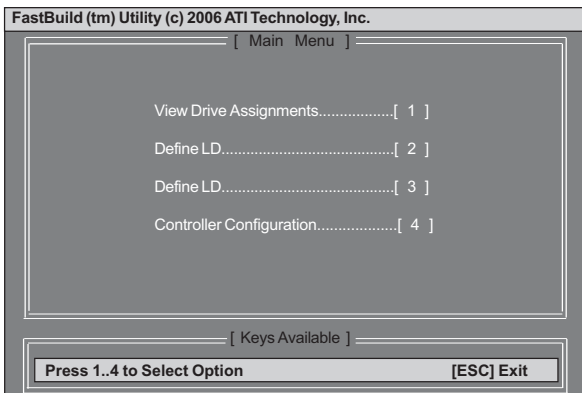 FastBuild (tm) Utility (c) 2006 ATI Technology, Inc.
[ Main Menu ]
View Drive Assignments.................[ 1 ]
Define LD.......................................[ 2 ]
Define LD.......................................[ 3 ]
Controller Configuration...................[ 4 ]
[ Keys Available ]
Press 1..4 to Select Option [ESC] Exit